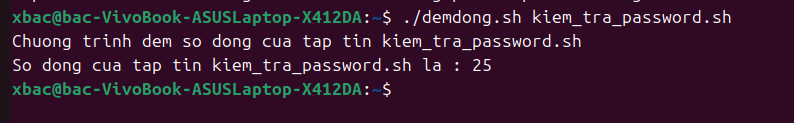 xbac@bac-VivoBook-ASUSLaptop-X412DA:~$ ./demdong.sh kiem_tra_password.sh
Chuong trinh dem so dong cua tap tin kiem_tra_password.sh
So dong cua tap tin kiem_tra_password.sh la : 25
xbac@bac-VivoBook-ASUSLaptop-X412DA:~$